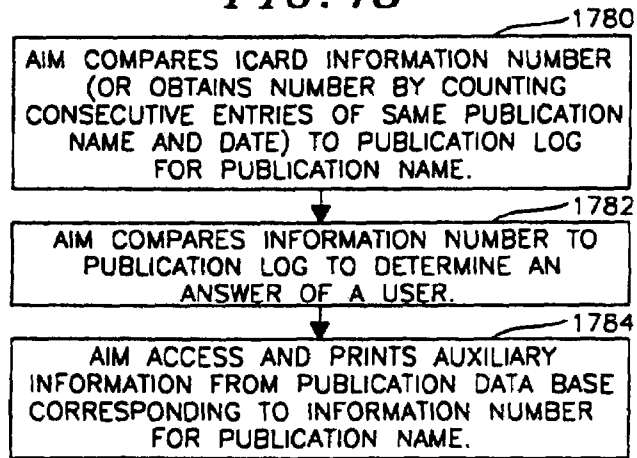 1780
AIM COMPARES ICARD INFORMATION NUMBER
(OR OBTAINS NUMBER BY COUNTING
CONSECUTIVE ENTRIES OF SAME PUBLICATION
NAME AND DATE) TO PUBLICATION LOG
FOR PUBLICATION NAME.
1782
AIM COMPARES INFORMATION NUMBER TO
PUBLICATION LOG TO DETERMINE AN
ANSWER OF A USER.
1784
AIM ACCESS AND PRINTS AUXILIARY
INFORMATION FROM PUBLICATION DATA BASE
CORRESPONDING TO INFORMATION NUMBER
FOR PUBLICATION NAME.